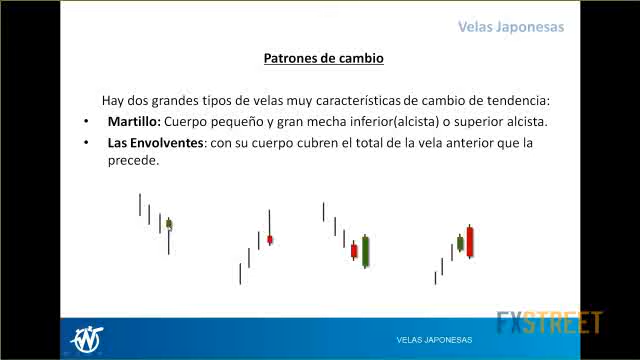 Velas Japonesas
Patrones de cambio
Hay dos grandes tipos de velas muy características de cambio de tendencia:
• Martillo: Cuerpo pequeño y gran mecha inferior(alcista) o superior alcista.
• Las Envolventes: con su cuerpo cubren el total de la vela anterior que la
precede.
VELAS JAPONESAS
FXSTREET